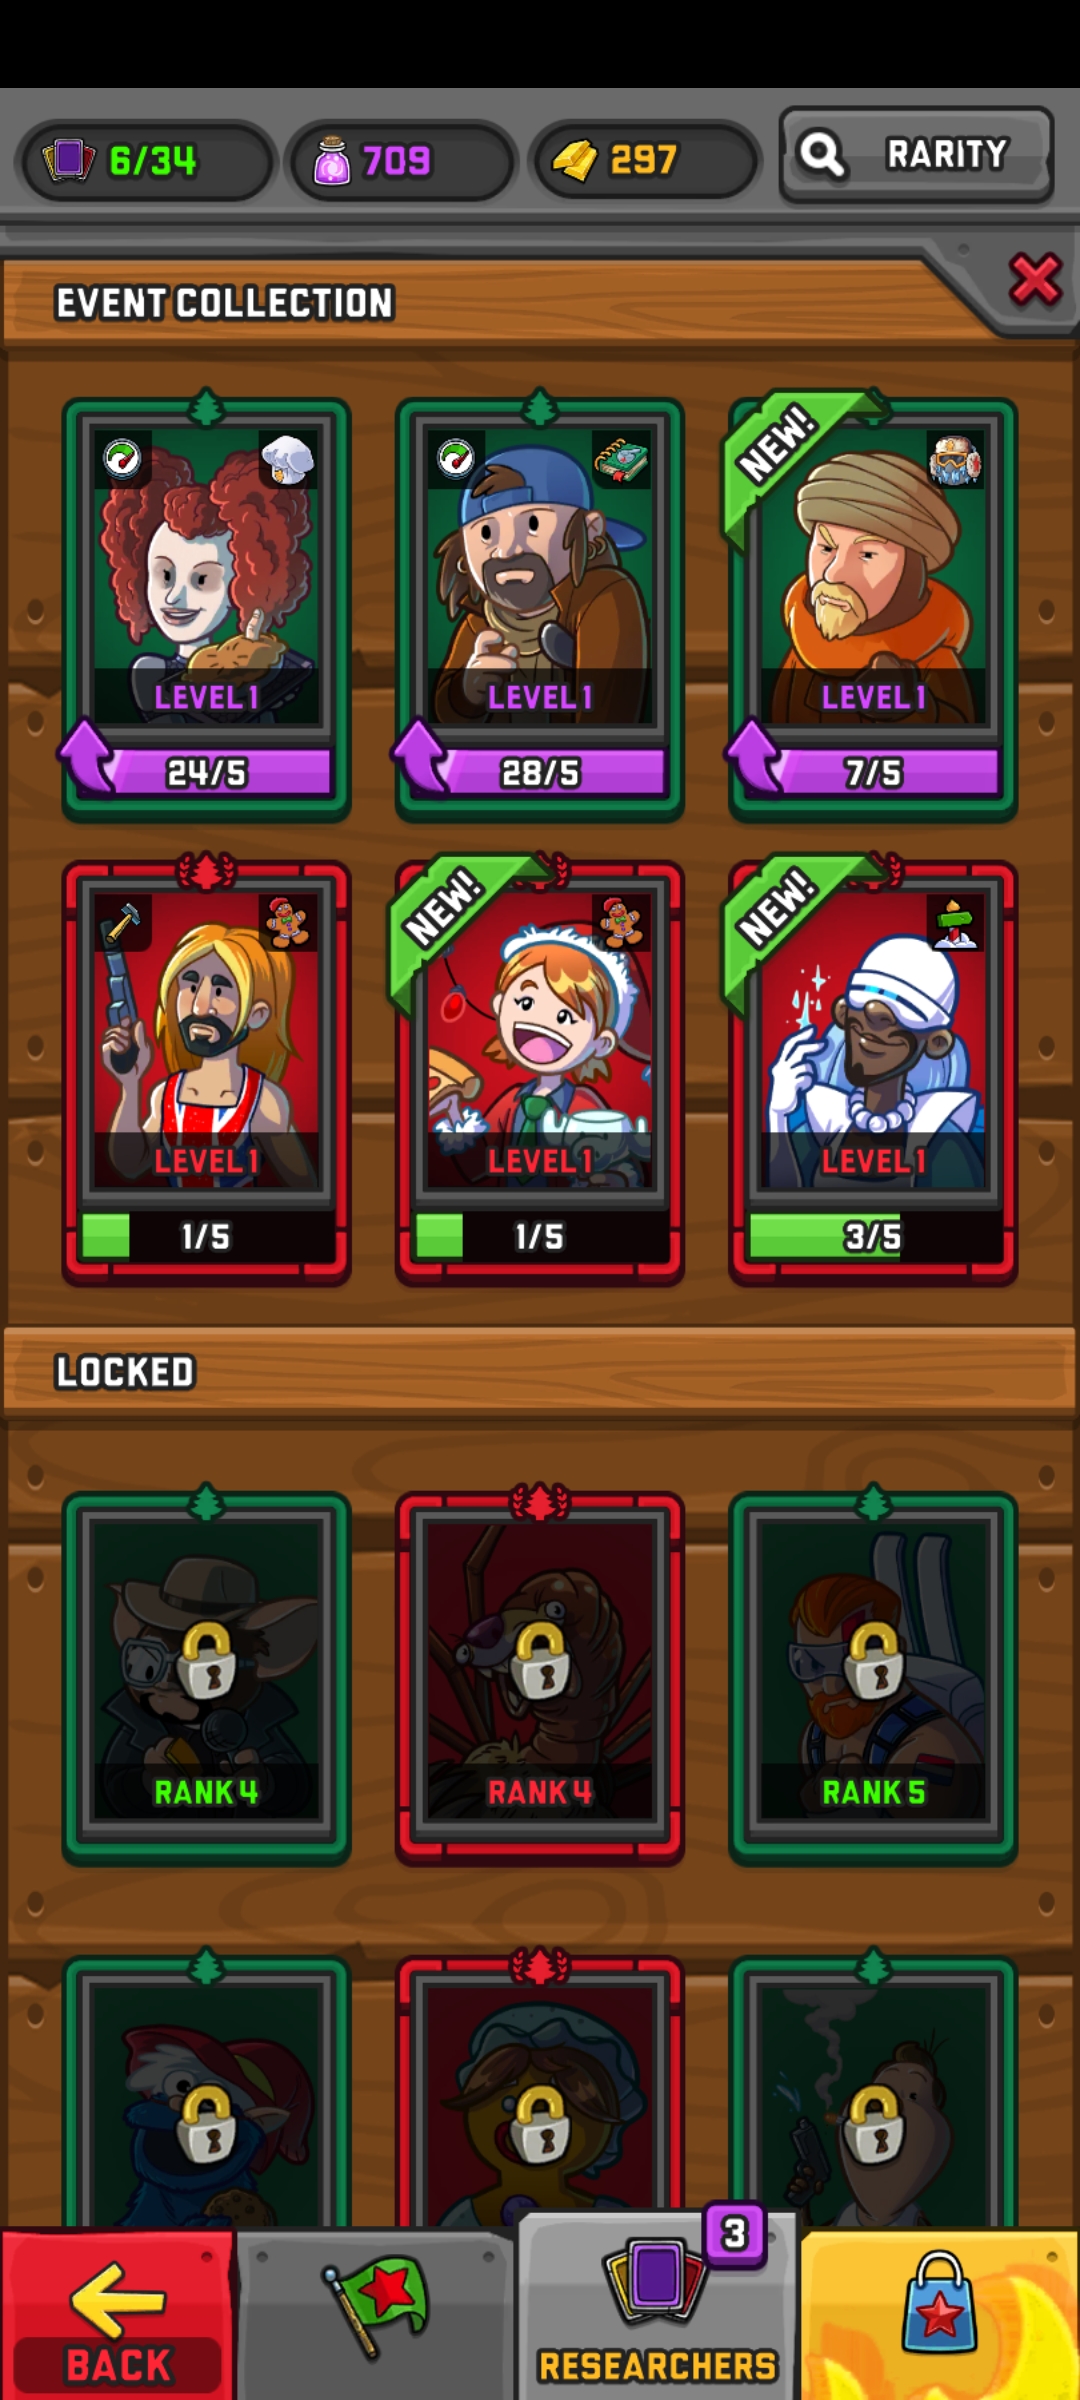 6/34
709
297
RARITY
EVENT COLLECTION
LEVEL 1
24/5
LEVEL 1
28/5
NEW!
LEVEL 1
7/5
LEVEL 1
1/5
NEW!
LEVEL 1
1/5
NEW!
LEVEL 1
3/5
LOCKED
RANK 4
RANK 4
RANK 5
BACK
3
RESEARCHERS